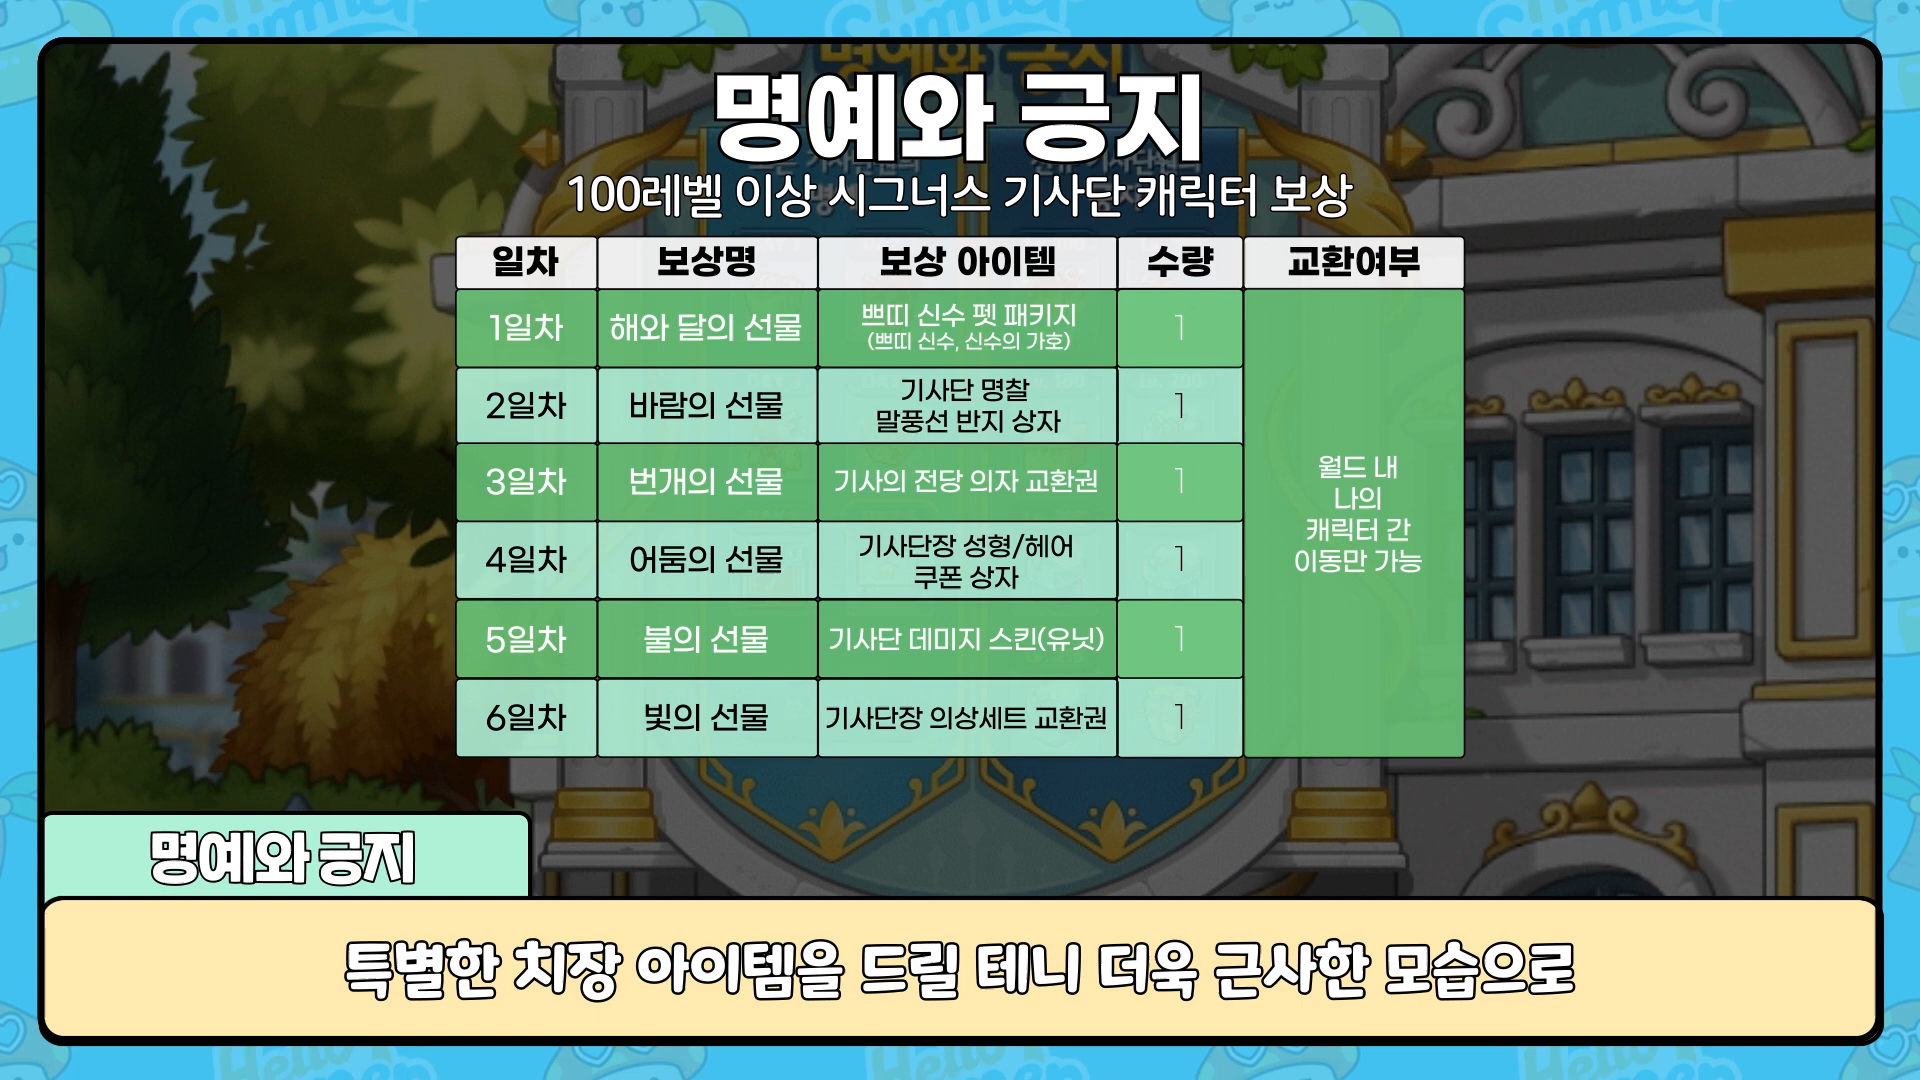 명예와 긍지
100레벨 이상 시그너스 기사단 캐릭터 보상
일차 보상명 보상 아이템 수량 교환여부
1일차 해와 달의 선물 쁘띠 신수 펫 패키지 1
(쁘띠 신수, 신수의 가호)
2일차 바람의 선물 기사단 명찰 1
말풍선 반지 상자
3일차 번개의 선물 기사의 전당 의자 교환권 1
4일차 어둠의 선물 기사단장 성형/헤어 1
쿠폰 상자
5일차 불의 선물 기사단 데미지 스킨(유닛) 1
6일차 빛의 선물 기사단장 의상세트 교환권 1
월드 내
나의
캐릭터 간
이동만 가능
명예와 긍지
특별한 치장 아이템을 드릴 테니 더욱 근사한 모습으로